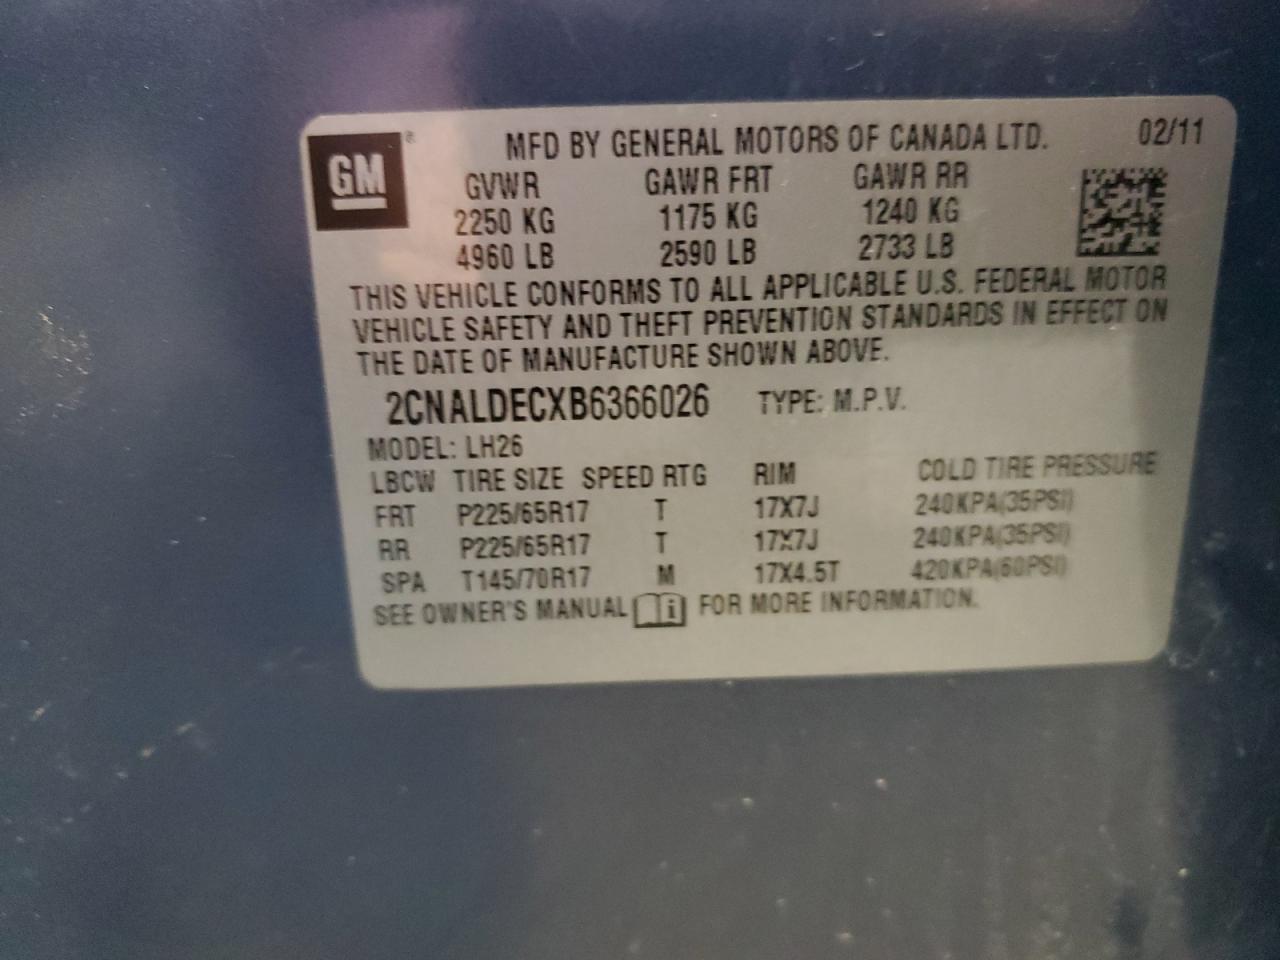 GM® MFD BY GENERAL MOTORS OF CANADA LTD. 02/11
GVWR GAWR FRT GAWR RR
2250 KG 1175 KG 1240 KG
4960 LB 2590 LB 2733 LB
THIS VEHICLE CONFORMS TO ALL APPLICABLE U.S. FEDERAL MOTOR
VEHICLE SAFETY AND THEFT PREVENTION STANDARDS IN EFFECT ON
THE DATE OF MANUFACTURE SHOWN ABOVE.
2CNALDECXB6366026 TYPE: M.P.V.
MODEL: LH26
LBCW TIRE SIZE SPEED RTG RIM COLD TIRE PRESSURE
FRT P225/65R17 T 17X7J 240KPA(35PSI)
RR P225/65R17 T 17X7J 240KPA(35PSI)
SPA T145/70R17 M 17X4.5T 420KPA(60PSI)
SEE OWNER'S MANUAL i FOR MORE INFORMATION.